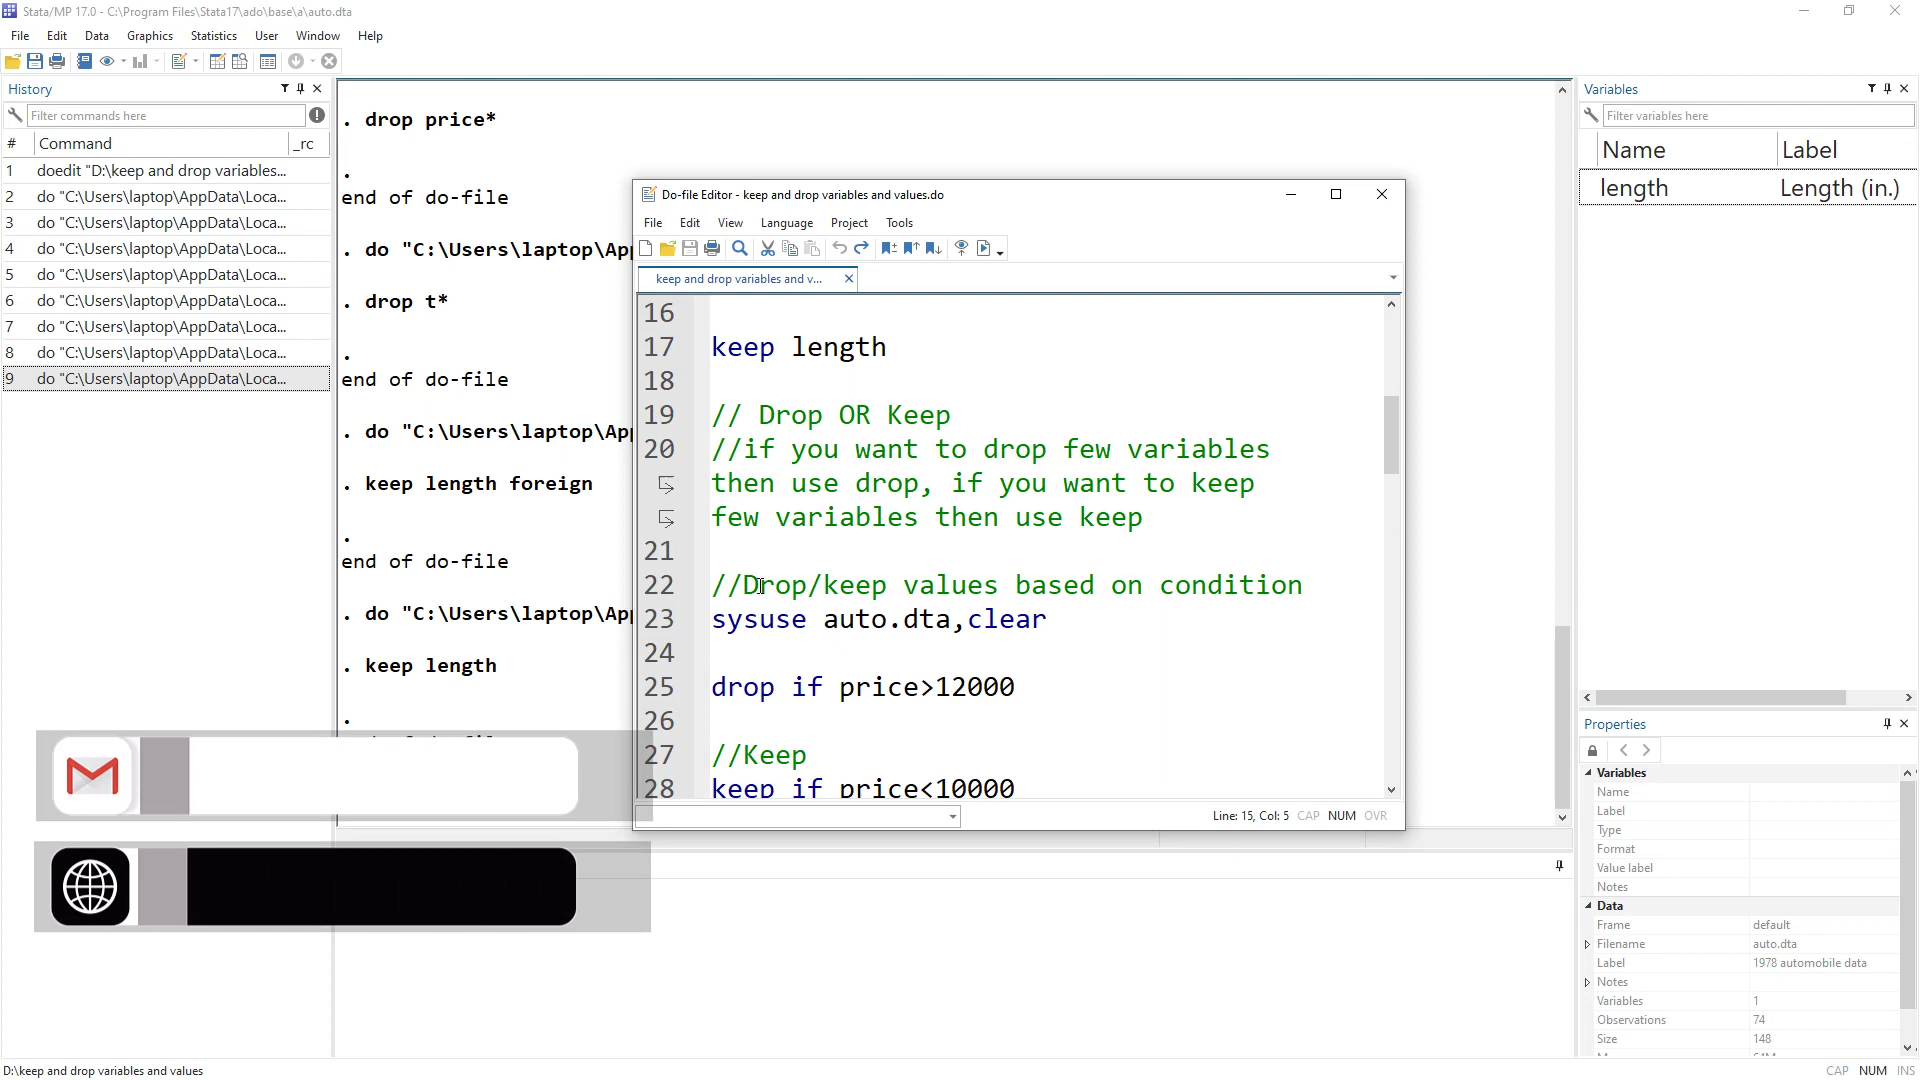 Stata/MP 17.0 - C:\Program Files\Stata17\ado\base\a\auto.dta
File Edit Data Graphics Statistics User Window Help
History
Filter commands here
# Command _rc
1 doedit "D:\keep and drop variables...
2 do "C:\Users\laptop\AppData\Loca...
3 do "C:\Users\laptop\AppData\Loca...
4 do "C:\Users\laptop\AppData\Loca...
5 do "C:\Users\laptop\AppData\Loca...
6 do "C:\Users\laptop\AppData\Loca...
7 do "C:\Users\laptop\AppData\Loca...
8 do "C:\Users\laptop\AppData\Loca...
9 do "C:\Users\laptop\AppData\Loca...
. drop price*
.
end of do-file
. do "C:\Users\laptop\App
. drop t*
.
end of do-file
. do "C:\Users\laptop\App
. keep length foreign
.
end of do-file
. do "C:\Users\laptop\App
. keep length
.
Do-file Editor - keep and drop variables and values.do
File Edit View Language Project Tools
keep and drop variables and v...
16
17 keep length
18
19 // Drop OR Keep
20 //if you want to drop few variables
then use drop, if you want to keep
few variables then use keep
21
22 //Drop/keep values based on condition
23 sysuse auto.dta,clear
24
25 drop if price>12000
26
27 //Keep
28 keep if price<10000
Line: 15, Col: 5 CAP NUM OVR
Variables
Filter variables here
Name Label
length Length (in.)
Properties
Variables
Name
Label
Type
Format
Value label
Notes
Data
Frame default
Filename auto.dta
Label 1978 automobile data
Notes
Variables 1
Observations 74
Size 148
D:\keep and drop variables and values
CAP NUM INS